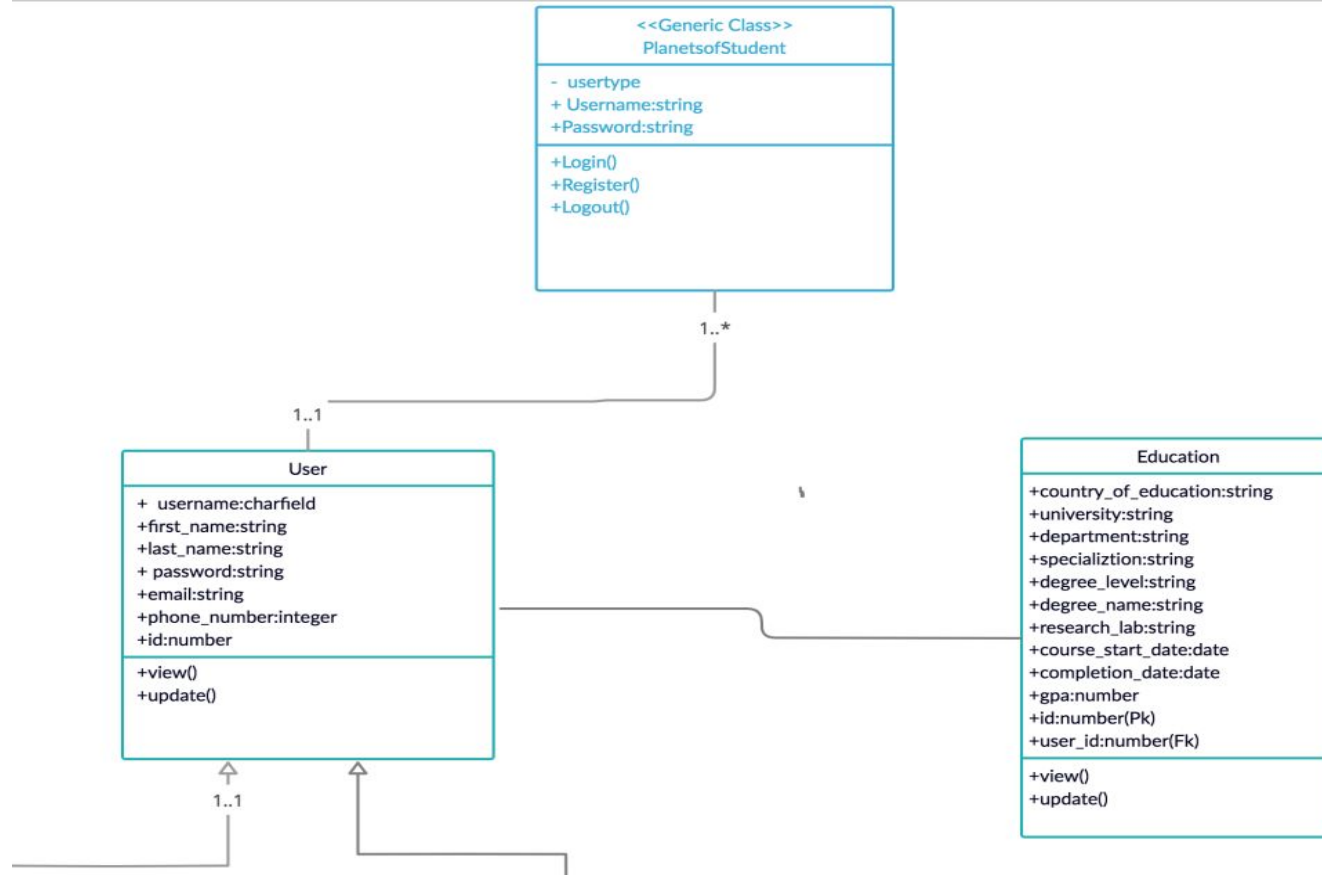 <<Generic Class>>
PlanetsofStudent
- usertype
+ Username:string
+Password:string
+Login()
+Register()
+Logout()
1..*
1..1
User
+ username:charfield
+first_name:string
+last_name:string
+ password:string
+email:string
+phone_number:integer
+id:number
+view()
+update()
1..1
Education
+country_of_education:string
+university:string
+department:string
+specializtion:string
+degree_level:string
+degree_name:string
+research_lab:string
+course_start_date:date
+completion_date:date
+gpa:number
+id:number(Pk)
+user_id:number(Fk)
+view()
+update()